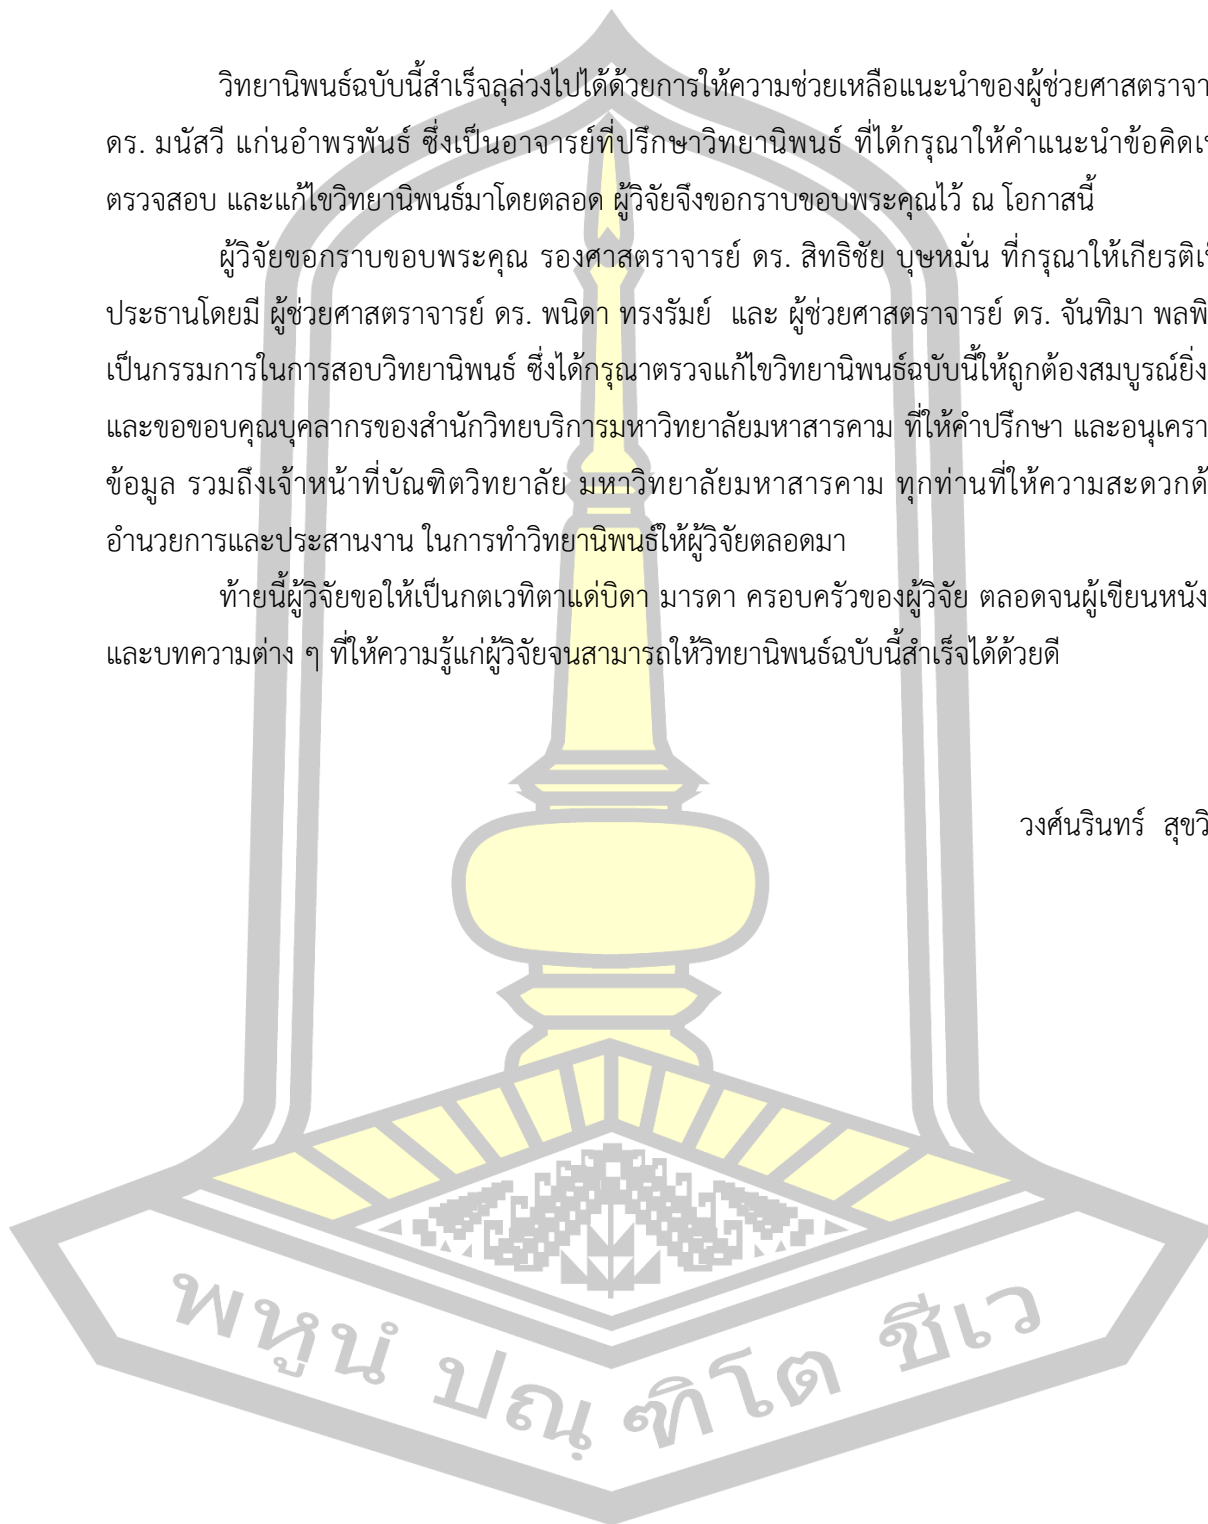 วิทยานิพนธ์ฉบับนี้สำเร็จลุล่วงไปได้ด้วยการให้ความช่วยเหลือแนะนำของผู้ช่วยศาสตราจา
ดร. มนัสวี แก่นอำพรพันธ์ ซึ่งเป็นอาจารย์ที่ปรึกษาวิทยานิพนธ์ ที่ได้กรุณาให้คำแนะนำข้อคิด
ตรวจสอบ และแก้ไขวิทยานิพนธ์มาโดยตลอด ผู้วิจัยจึงขอกราบขอบพระคุณไว้ ณ โอกาสนี้
ผู้วิจัยขอกราบขอบพระคุณ รองศาสตราจารย์ ดร. สิทธิชัย บุษหมั่น ที่กรุณาให้เกียรติ
ประธานโดยมี ผู้ช่วยศาสตราจารย์ ดร. พนิดา ทรงรัมย์ และ ผู้ช่วยศาสตราจารย์ ดร. จันทิมา พลพิ
เป็นกรรมการในการสอบวิทยานิพนธ์ ซึ่งได้กรุณาตรวจแก้ไขวิทยานิพนธ์ฉบับนี้ให้ถูกต้องสมบูรณ์ยิ่ง
และขอขอบคุณบุคลากรของสำนักวิทยบริการมหาวิทยาลัยมหาสารคาม ที่ให้คำปรึกษา และอนุเครา
ข้อมูล รวมถึงเจ้าหน้าที่บัณฑิตวิทยาลัย มหาวิทยาลัยมหาสารคาม ทุกท่านที่ให้ความสะดวกด้
อำนวยการและประสานงาน ในการทำวิทยานิพนธ์ให้ผู้วิจัยตลอดมา
ท้ายนี้ผู้วิจัยขอให้เป็นกตเวทิตาแด่บิดา มารดา ครอบครัวของผู้วิจัย ตลอดจนผู้เขียนหนัง
และบทความต่าง ๆ ที่ให้ความรู้แก่ผู้วิจัยจนสามารถให้วิทยานิพนธ์ฉบับนี้สำเร็จได้ด้วยดี
วงศ์นรินทร์ สุขวิ
พหูนํ ปณฺฑิโต ชีเว